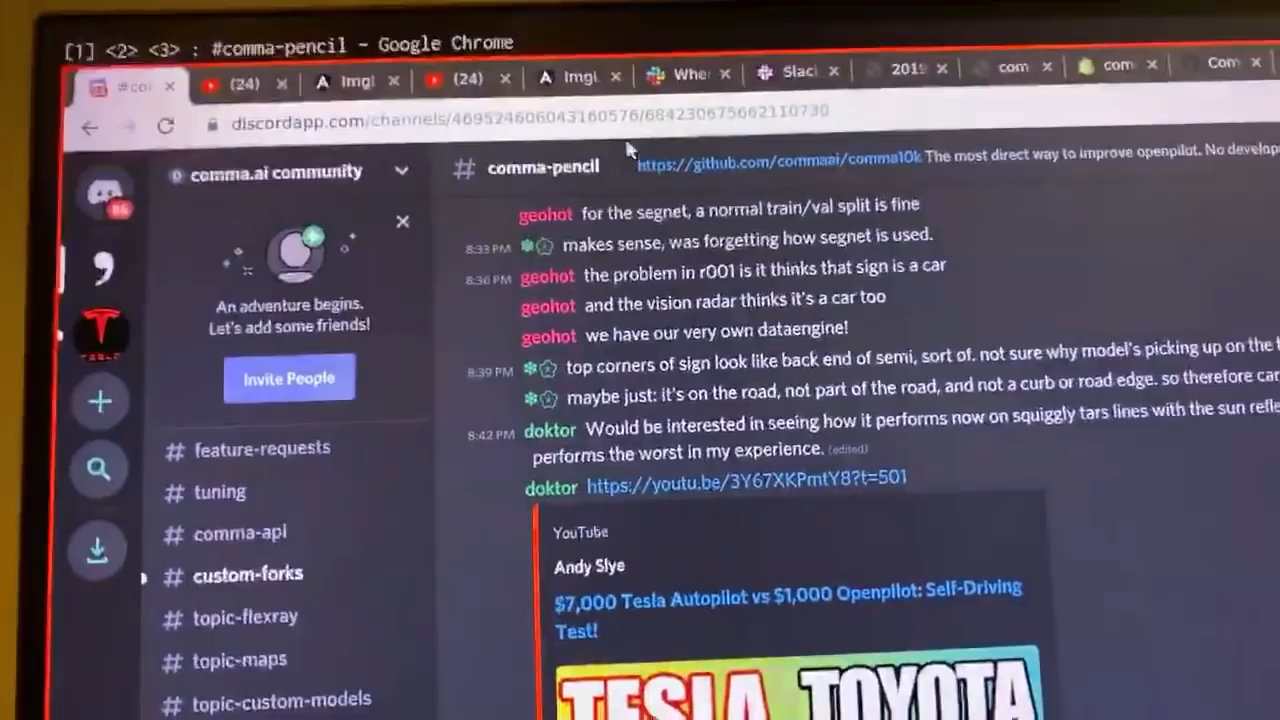 [1] <2> <3> : #comma-pencil - Google Chrome
#co
(24)
Imgl
(24)
Imgl
Whe
Slac
2019
com
com
Com
discordapp.com/channels/469524606043160576/684230675662110730
comma.ai community
# comma-pencil https://github.com/commaai/comma10k The most direct way to improve openpilot. No develop
geohot for the segnet, a normal train/val split is fine
8:33 PM makes sense, was forgetting how segnet is used.
8:36 PM geohot the problem in r001 is it thinks that sign is a car
geohot and the vision radar thinks it's a car too
geohot we have our very own dataengine!
8:39 PM top corners of sign look like back end of semi, sort of. not sure why model's picking up on the t
maybe just: it's on the road, not part of the road, and not a curb or road edge. so therefore car
8:42 PM doktor Would be interested in seeing how it performs now on squiggly tars lines with the sun refle
performs the worst in my experience. (edited)
doktor https://youtu.be/3Y67XKPmtY8?t=501
YouTube
Andy Slye
$7,000 Tesla Autopilot vs $1,000 Openpilot: Self-Driving
Test!
TESLA TOYOTA
An adventure begins.
Let's add some friends!
Invite People
# feature-requests
# tuning
# comma-api
# custom-forks
# topic-flexray
# topic-maps
# topic-custom-models